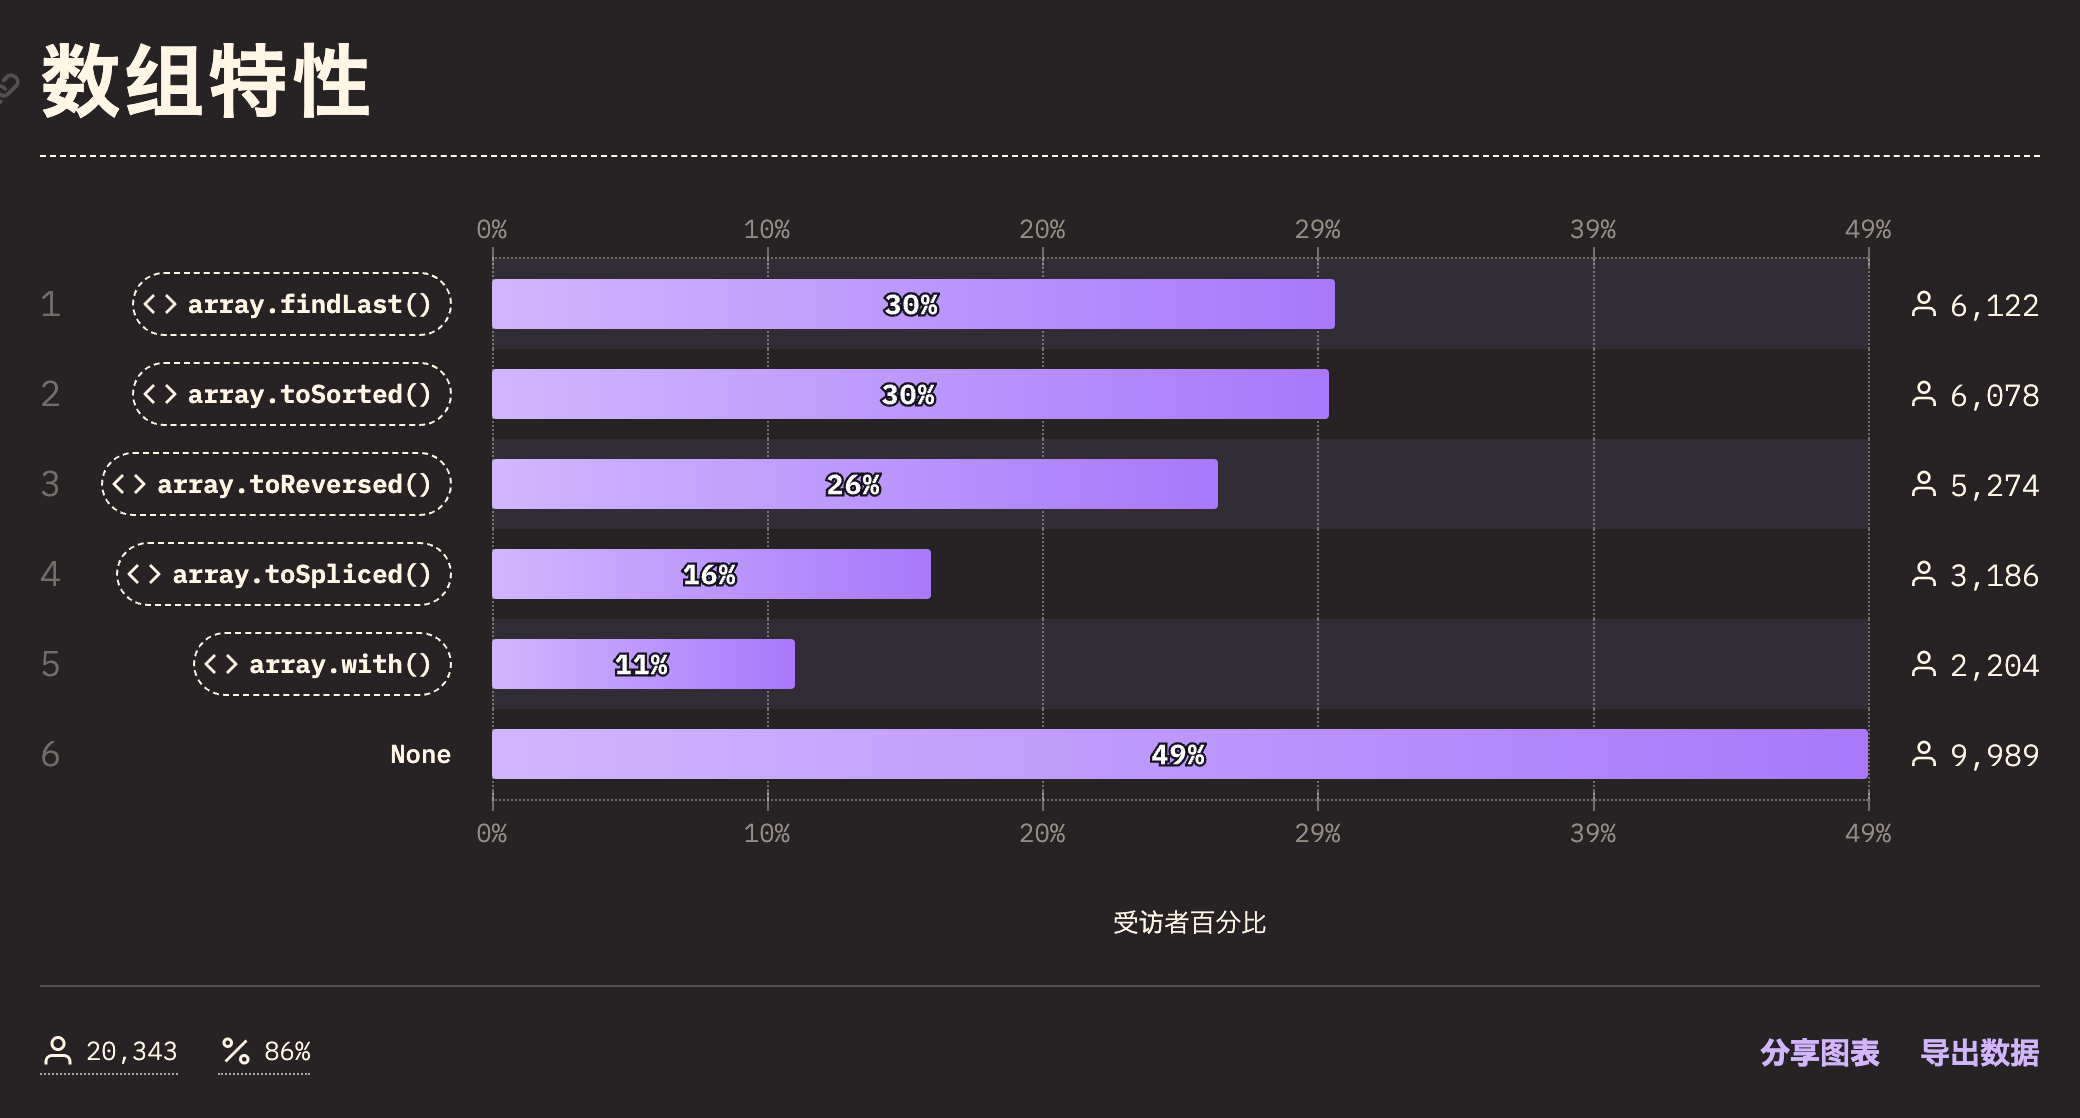 数组特性
0% 10% 20% 29% 39% 49%
1 <> array.findLast() 30% 6,122
2 <> array.toSorted() 30% 6,078
3 <> array.toReversed() 26% 5,274
4 <> array.toSpliced() 16% 3,186
5 <> array.with() 11% 2,204
6 None 49% 9,989
0% 10% 20% 29% 39% 49%
受访者百分比
20,343 % 86% 分享图表 导出数据